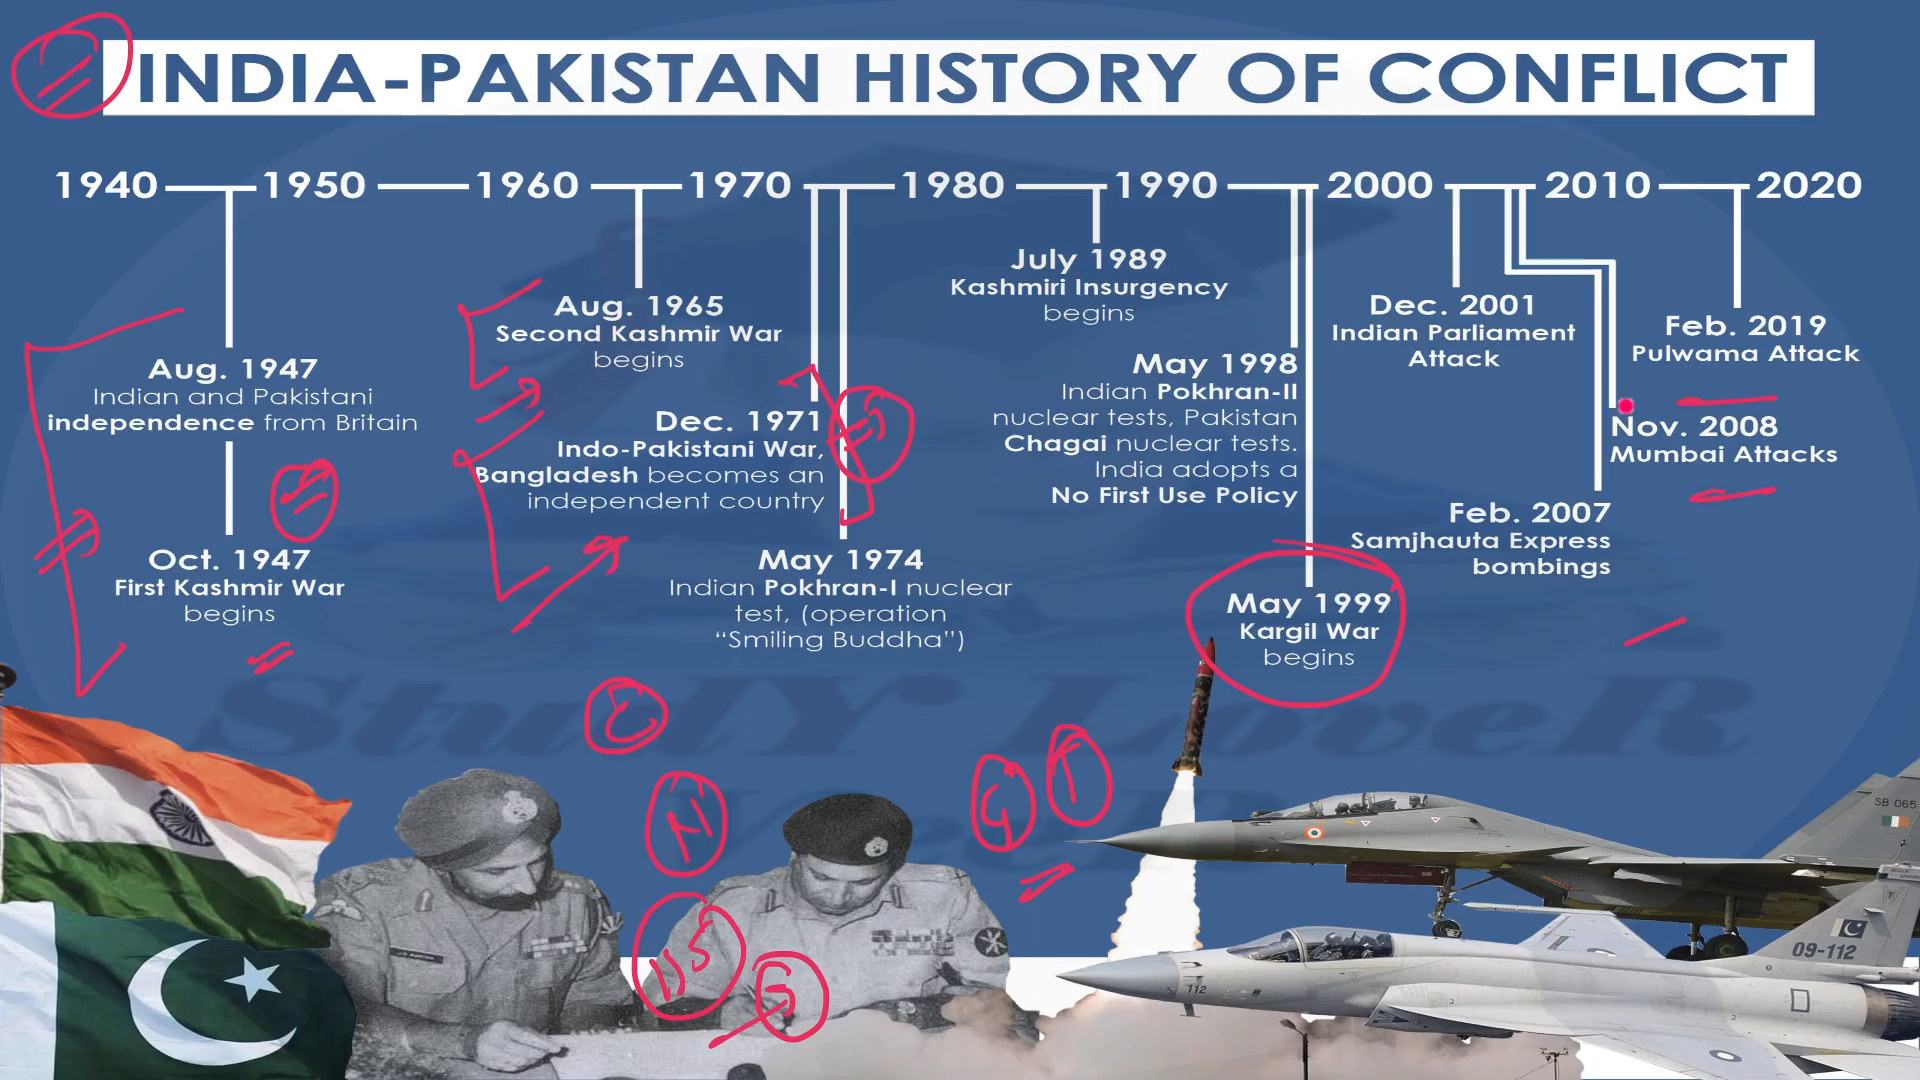 INDIA-PAKISTAN HISTORY OF CONFLICT
1940 1950 1960 1970 1980 1990 2000 2010 2020
Aug. 1947
Indian and Pakistani
independence from Britain
Oct. 1947
First Kashmir War
begins
Aug. 1965
Second Kashmir War
begins
Dec. 1971
Indo-Pakistani War,
Bangladesh becomes an
independent country
May 1974
Indian Pokhran-I nuclear
test, (operation
“Smiling Buddha”)
July 1989
Kashmiri Insurgency
begins
May 1998
Indian Pokhran-II
nuclear tests, Pakistan
Chagai nuclear tests.
India adopts a
No First Use Policy
May 1999
Kargil War
begins
Dec. 2001
Indian Parliament
Attack
Feb. 2007
Samjhauta Express
bombings
Nov. 2008
Mumbai Attacks
Feb. 2019
Pulwama Attack
StudY LoveR
VeeR
SB 065
09-112
112